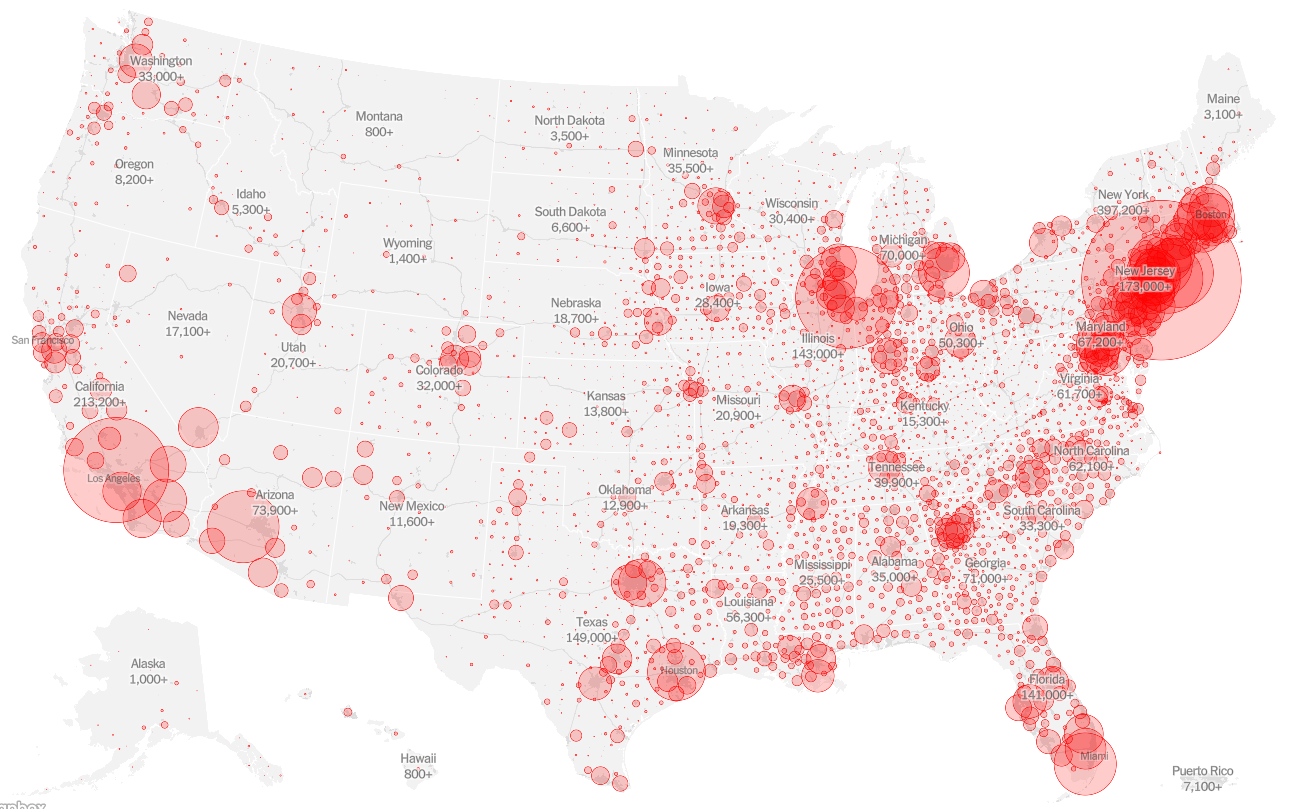 Washington
33,000+
Montana
800+
North Dakota
3,500+
Minnesota
35,500+
Maine
3,100+
Oregon
8,200+
Idaho
5,300+
Wyoming
1,400+
South Dakota
6,600+
Wisconsin
30,400+
Michigan
70,000+
New York
397,200+
Boston
New Jersey
173,000+
Nevada
17,100+
Utah
20,700+
Nebraska
18,700+
Iowa
28,400+
Illinois
143,000+
Ohio
50,300+
Maryland
67,200+
San Francisco
California
213,200+
Colorado
32,000+
Kansas
13,800+
Missouri
20,900+
Kentucky
15,300+
Virginia
61,700+
Los Angeles
Arizona
73,900+
New Mexico
11,600+
Oklahoma
12,900+
Arkansas
19,300+
Tennessee
39,900+
North Carolina
62,100+
South Carolina
33,300+
Mississippi
25,500+
Alabama
35,000+
Georgia
71,000+
Texas
149,000+
Louisiana
56,300+
Houston
Florida
141,000+
Miami
Alaska
1,000+
Hawaii
800+
Puerto Rico
7,100+